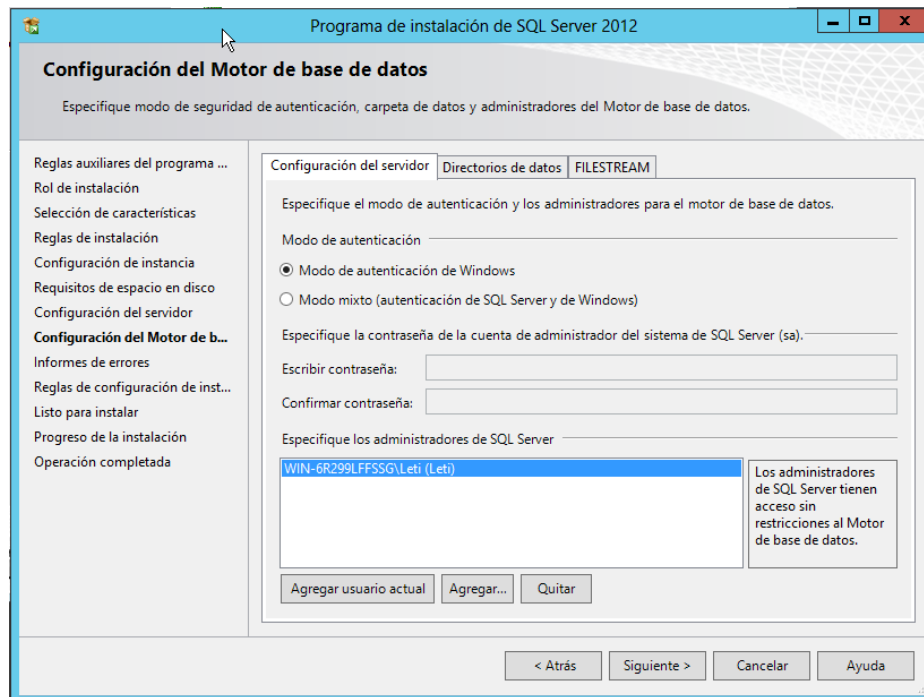 Programa de instalación de SQL Server 2012
Configuración del Motor de base de datos
Especifique modo de seguridad de autenticación, carpeta de datos y administradores del Motor de base de datos.
Reglas auxiliares del programa ...
Rol de instalación
Selección de características
Reglas de instalación
Configuración de instancia
Requisitos de espacio en disco
Configuración del servidor
Configuración del Motor de b...
Informes de errores
Reglas de configuración de inst...
Listo para instalar
Progreso de la instalación
Operación completada
Configuración del servidor Directorios de datos FILESTREAM
Especifique el modo de autenticación y los administradores para el motor de base de datos.
Modo de autenticación
Modo de autenticación de Windows
Modo mixto (autenticación de SQL Server y de Windows)
Especifique la contraseña de la cuenta de administrador del sistema de SQL Server (sa).
Escribir contraseña:
Confirmar contraseña:
Especifique los administradores de SQL Server
WIN-6R299LFFSSG\Leti (Leti)
Los administradores
de SQL Server tienen
acceso sin
restricciones al Motor
de base de datos.
Agregar usuario actual Agregar... Quitar
< Atrás Siguiente > Cancelar Ayuda